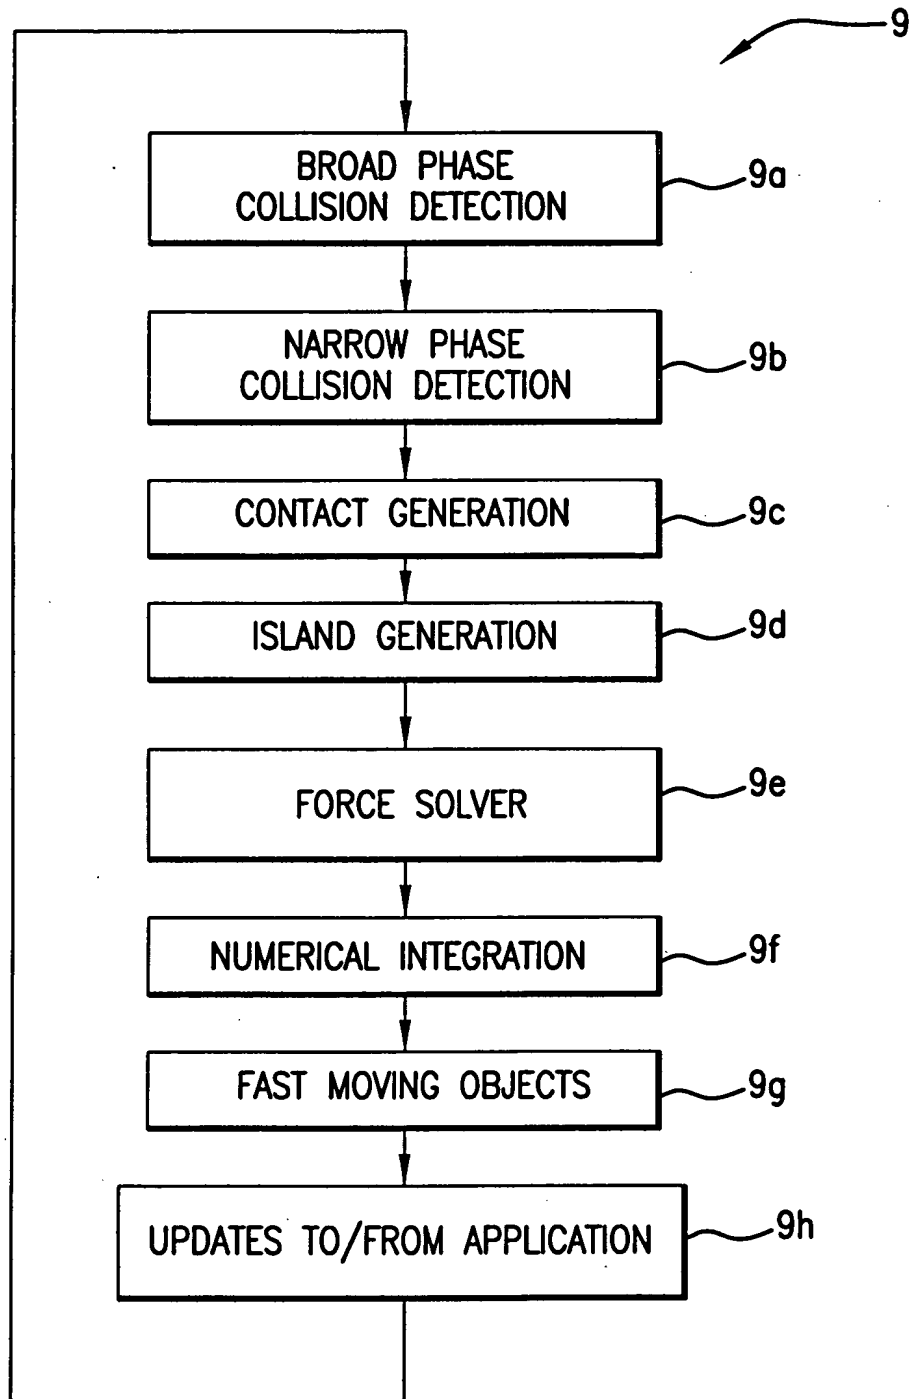 9
BROAD PHASE
COLLISION DETECTION
9a
NARROW PHASE
COLLISION DETECTION
9b
CONTACT GENERATION
9c
ISLAND GENERATION
9d
FORCE SOLVER
9e
NUMERICAL INTEGRATION
9f
FAST MOVING OBJECTS
9g
UPDATES TO/FROM APPLICATION
9h